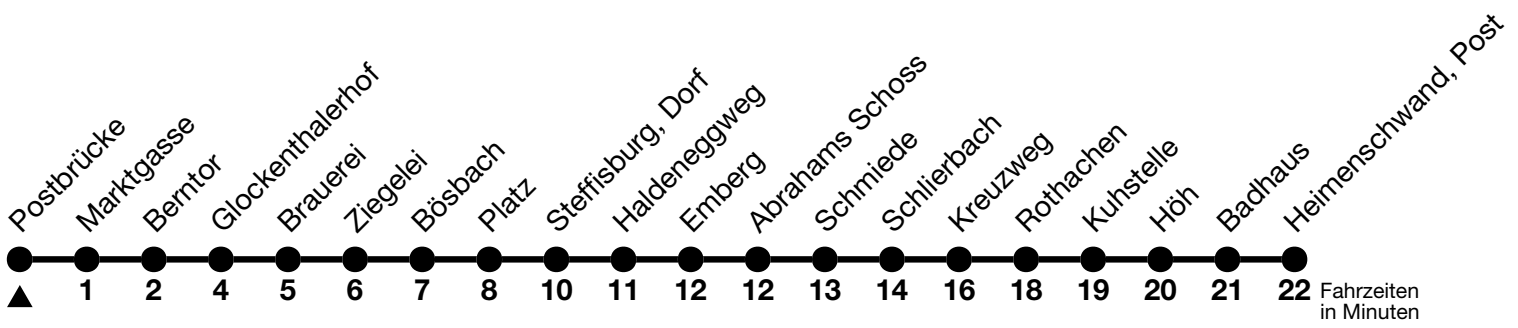 Postbrücke
Marktgasse
Berntor
Glockenthalerhof
Brauerei
Ziegelei
Bösbach
Platz
Steffisburg, Dorf
Haldeneggweg
Emberg
Abrahams Schoss
Schmiede
Schlierbach
Kreuzweg
Rothachen
Kuhstelle
Höh
Badhaus
Heimenschwand, Post
1 2 4 5 6 7 8 10 11 12 12 13 14 16 18 19 20 21 22 Fahrzeiten
in Minuten